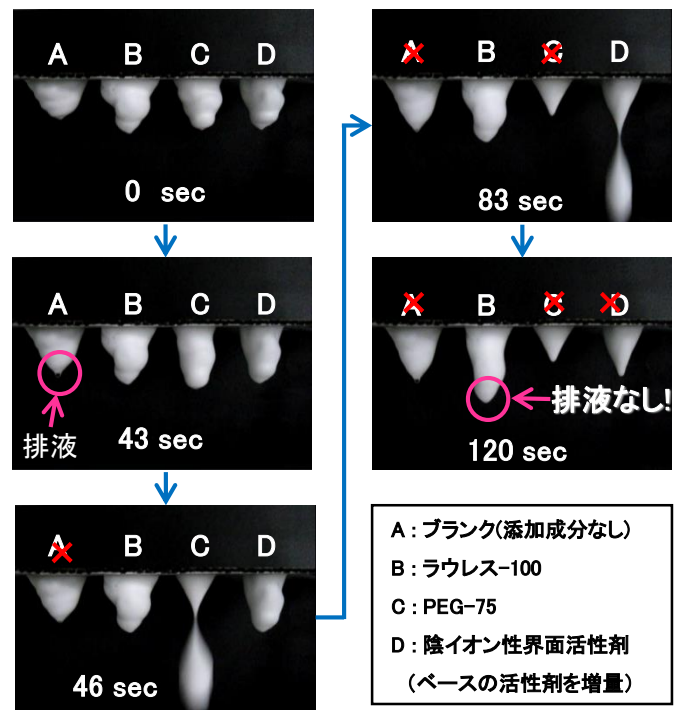 A B C D
0 sec
A B C D
43 sec
排液
A B C D
46 sec
A B C D
83 sec
A B C D
排液なし!
120 sec
A : ブランク(添加成分なし)
B : ラウレス-100
C : PEG-75
D : 陰イオン性界面活性剤
(ベースの活性剤を増量)